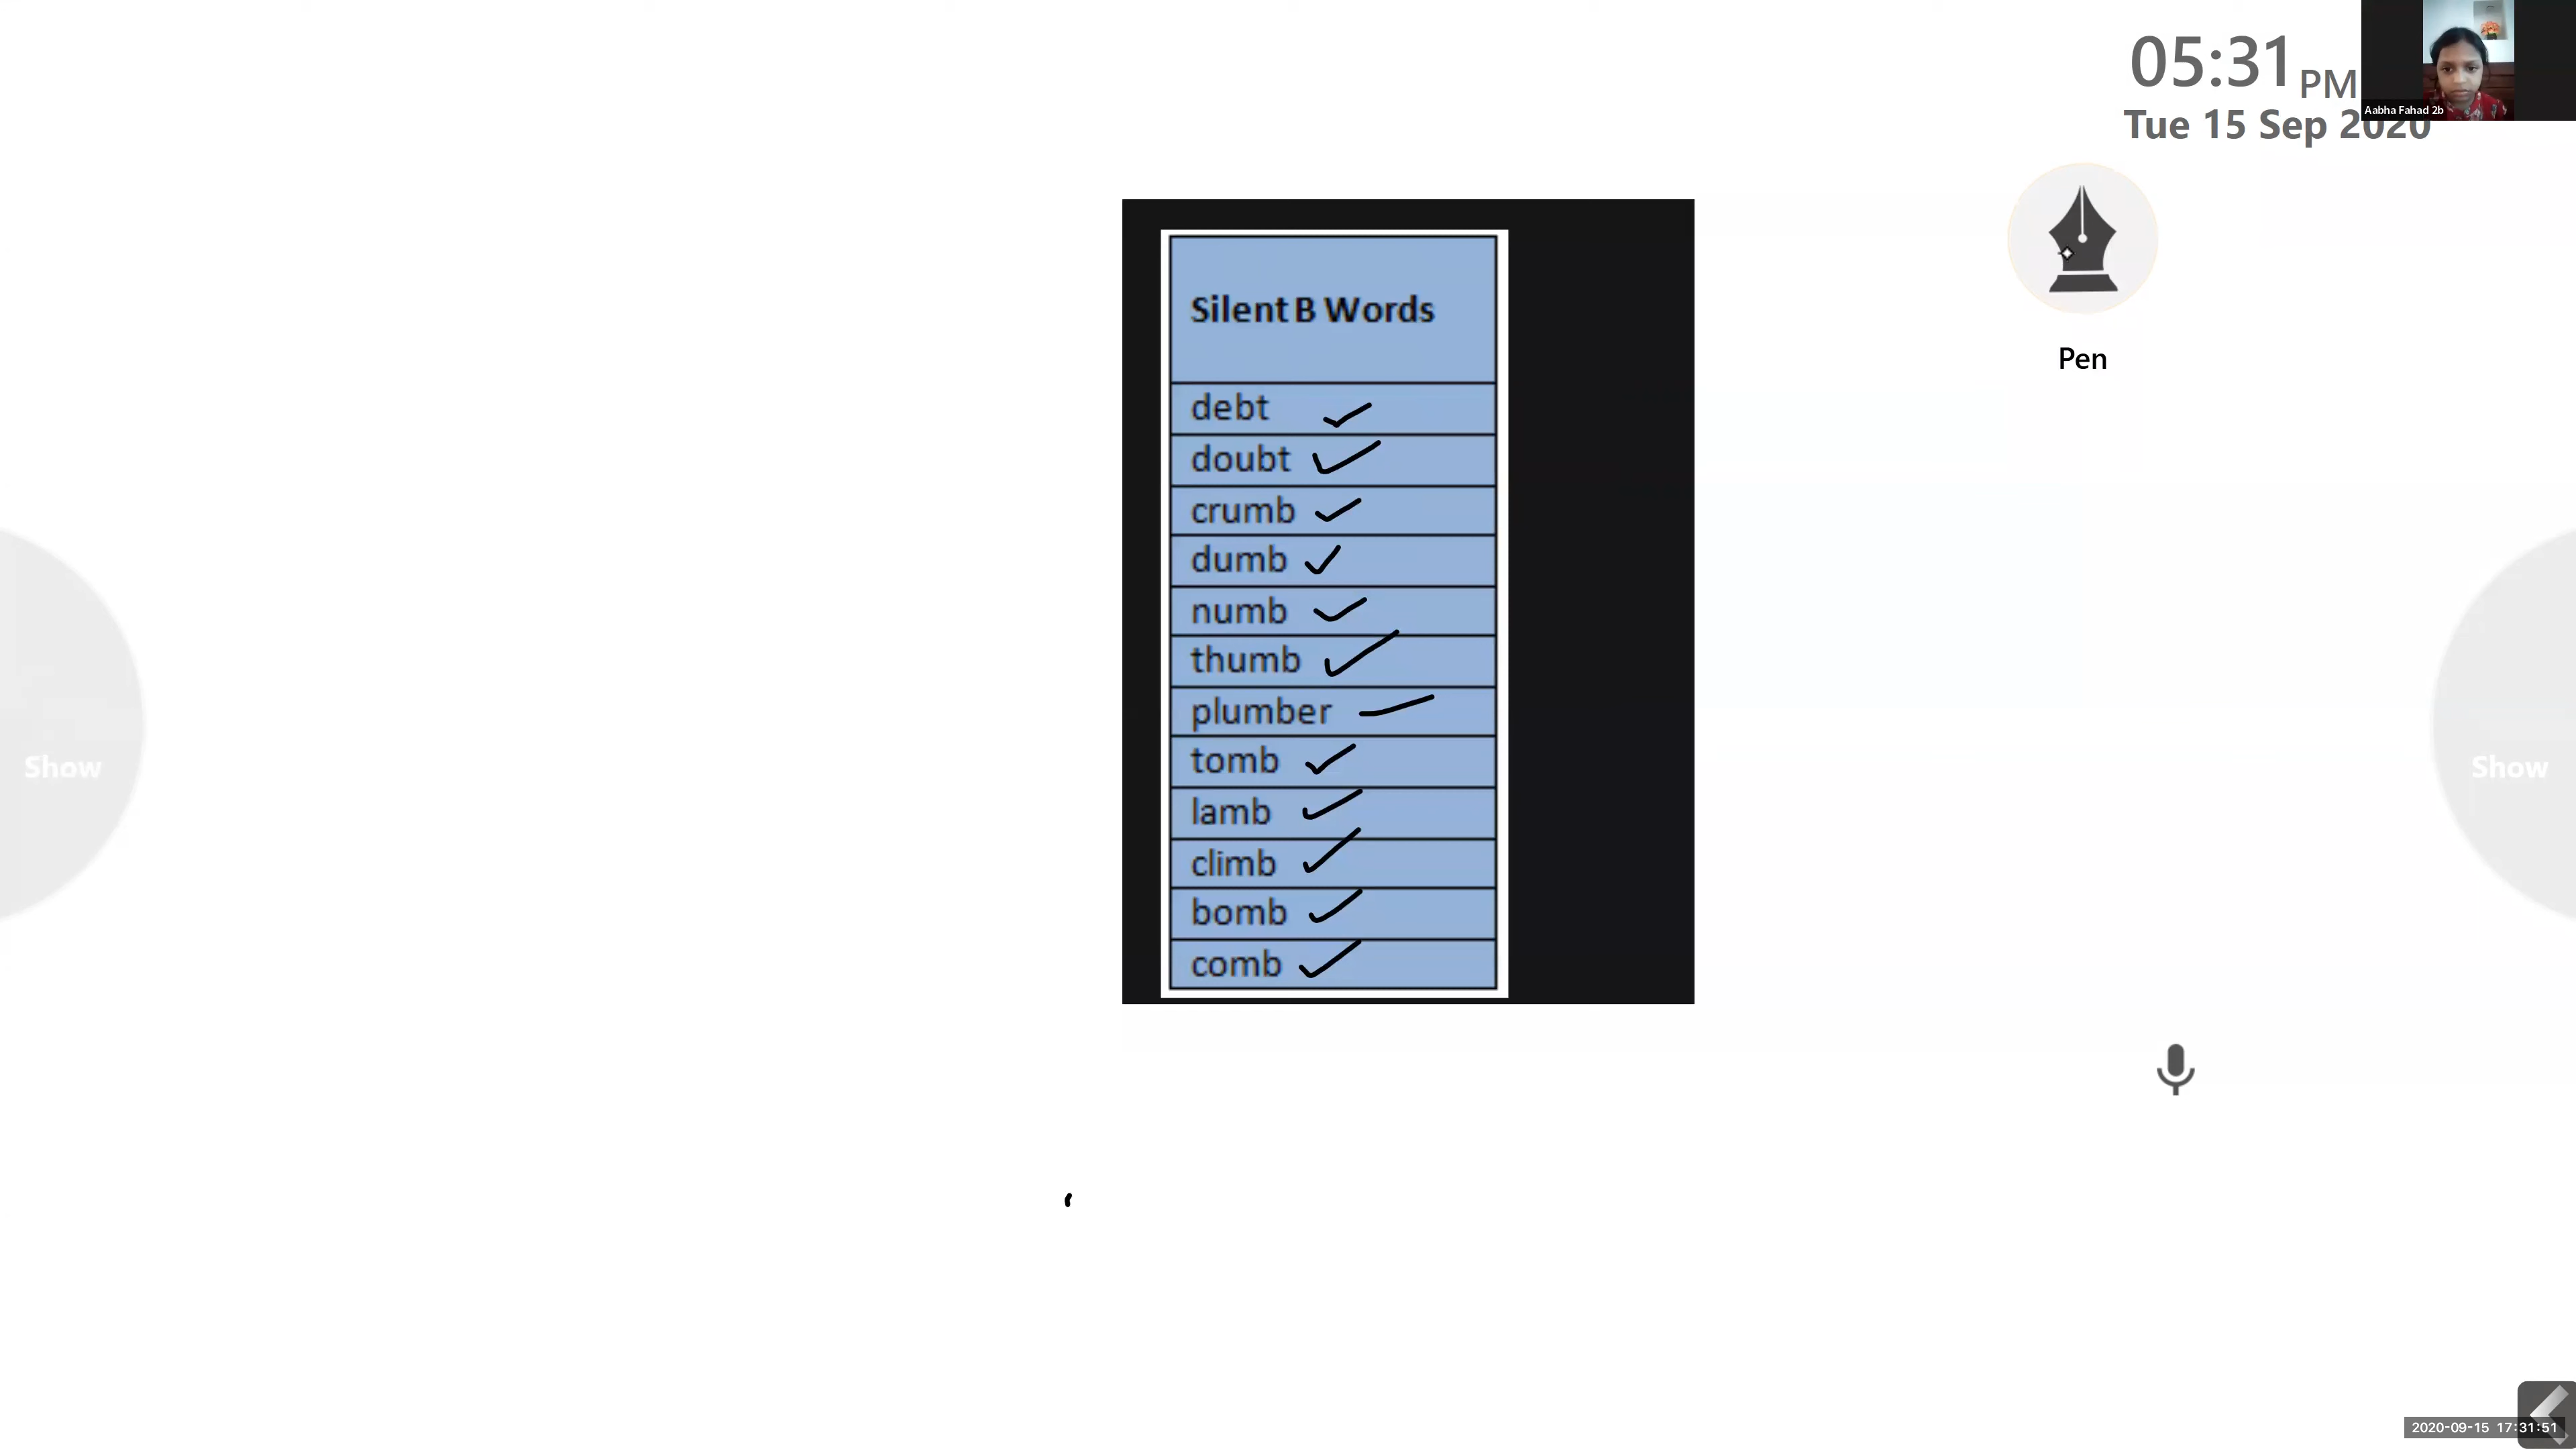 05:31 PM
Aabha Fahad 2b
Tue 15 Sep 2020
Pen
Silent B Words
debt
doubt
crumb
dumb
numb
thumb
plumber
tomb
lamb
climb
bomb
comb
Show
Show
2020-09-15 17:31:51